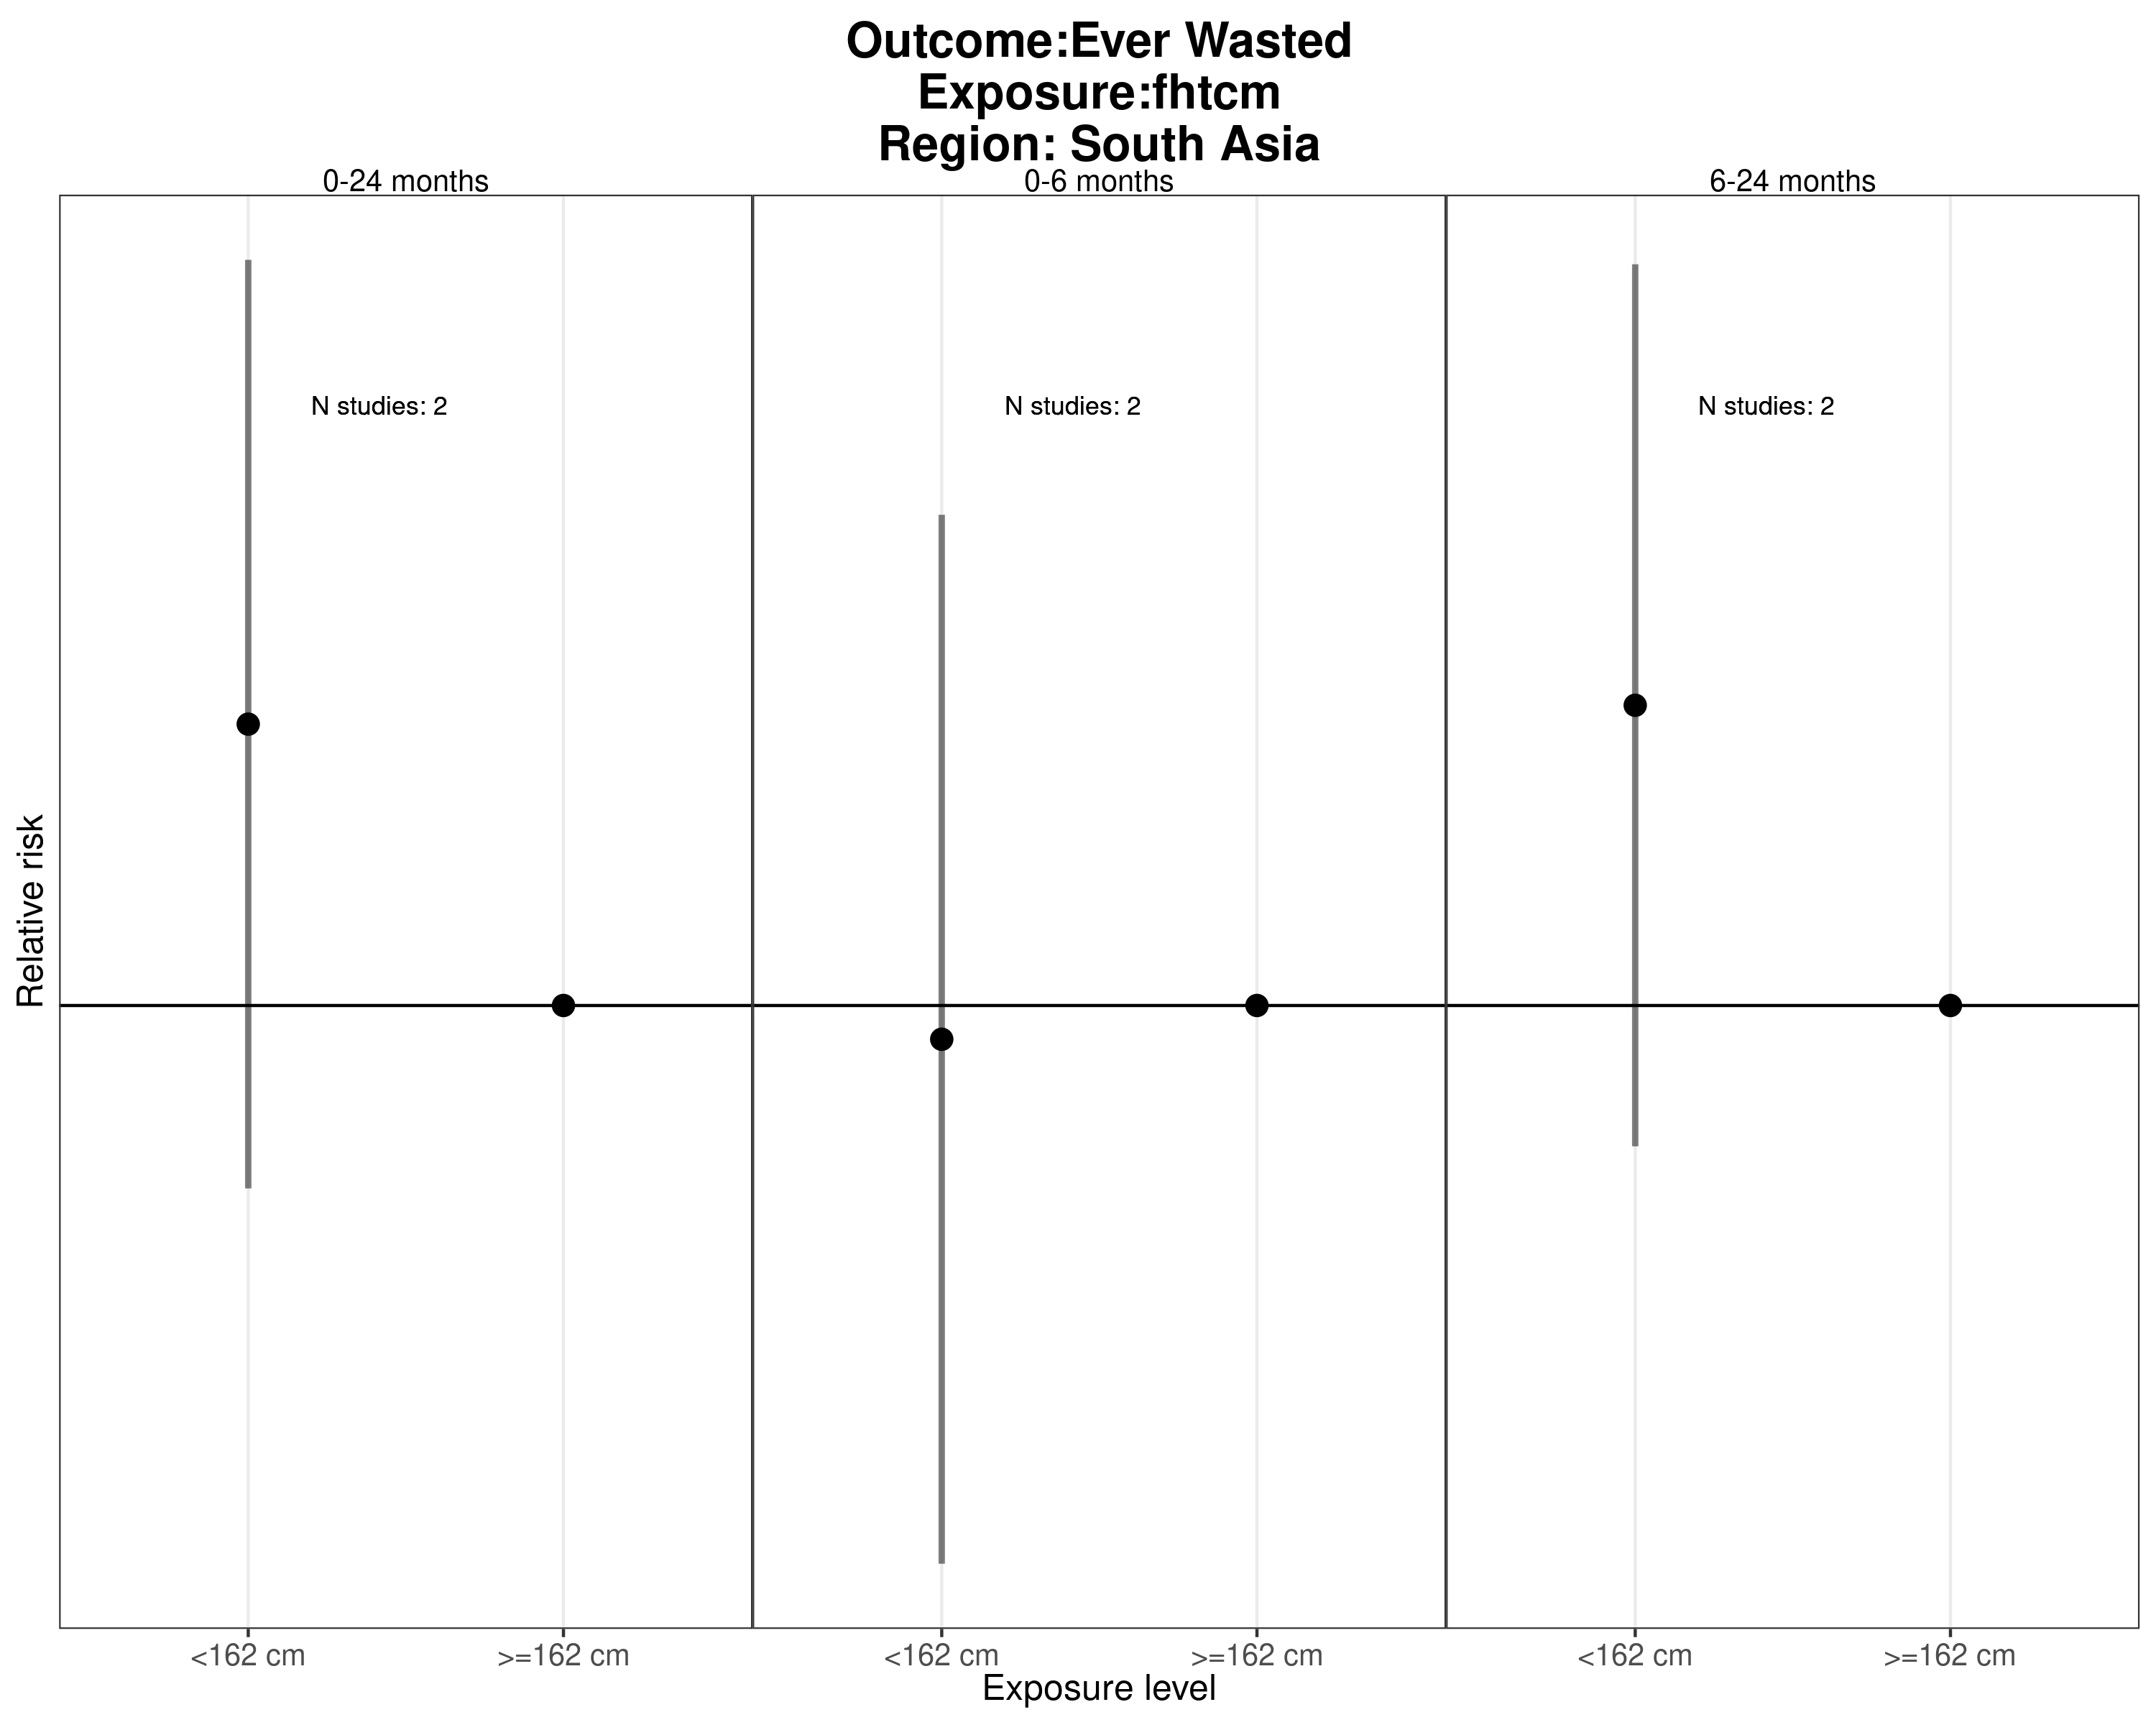 Outcome:Ever Wasted
Exposure:fhtcm
Region: South Asia
0-24 months
0-6 months
6-24 months
N studies: 2
N studies: 2
N studies: 2
Relative risk
<162 cm
>=162 cm
<162 cm
>=162 cm
<162 cm
>=162 cm
Exposure level